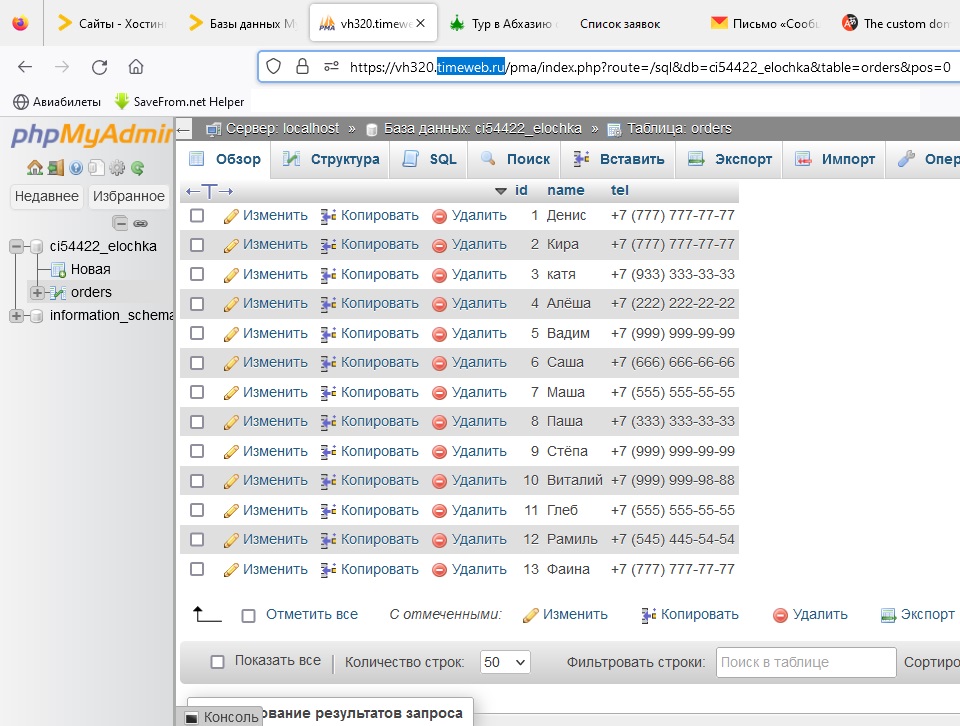 Сайты - Хостин
Базы данных M
vh320.timewe
Тур в Абхазию
Список заявок
Письмо «Сооб
The custom dom
https://vh320.timeweb.ru/pma/index.php?route=/sql&db=ci54422_elochka&table=orders&pos=0
Авиабилеты
SaveFrom.net Helper
phpMyAdmin
Сервер: localhost » База данных: ci54422_elochka » Таблица: orders
Обзор Структура SQL Поиск Вставить Экспорт Импорт Опер
Недавнее Избранное
ci54422_elochka
Новая
orders
information_schema
id name tel
Изменить Копировать Удалить 1 Денис +7 (777) 777-77-77
Изменить Копировать Удалить 2 Кира +7 (777) 777-77-77
Изменить Копировать Удалить 3 катя +7 (933) 333-33-33
Изменить Копировать Удалить 4 Алёша +7 (222) 222-22-22
Изменить Копировать Удалить 5 Вадим +7 (999) 999-99-99
Изменить Копировать Удалить 6 Саша +7 (666) 666-66-66
Изменить Копировать Удалить 7 Маша +7 (555) 555-55-55
Изменить Копировать Удалить 8 Паша +7 (333) 333-33-33
Изменить Копировать Удалить 9 Стёпа +7 (999) 999-99-99
Изменить Копировать Удалить 10 Виталий +7 (999) 999-98-88
Изменить Копировать Удалить 11 Глеб +7 (555) 555-55-55
Изменить Копировать Удалить 12 Рамиль +7 (545) 445-54-54
Изменить Копировать Удалить 13 Фаина +7 (777) 777-77-77
Отметить все С отмеченными: Изменить Копировать Удалить Экспорт
Показать все Количество строк: 50 Фильтровать строки: Поиск в таблице Сортиро
Консоль
ование результатов запроса